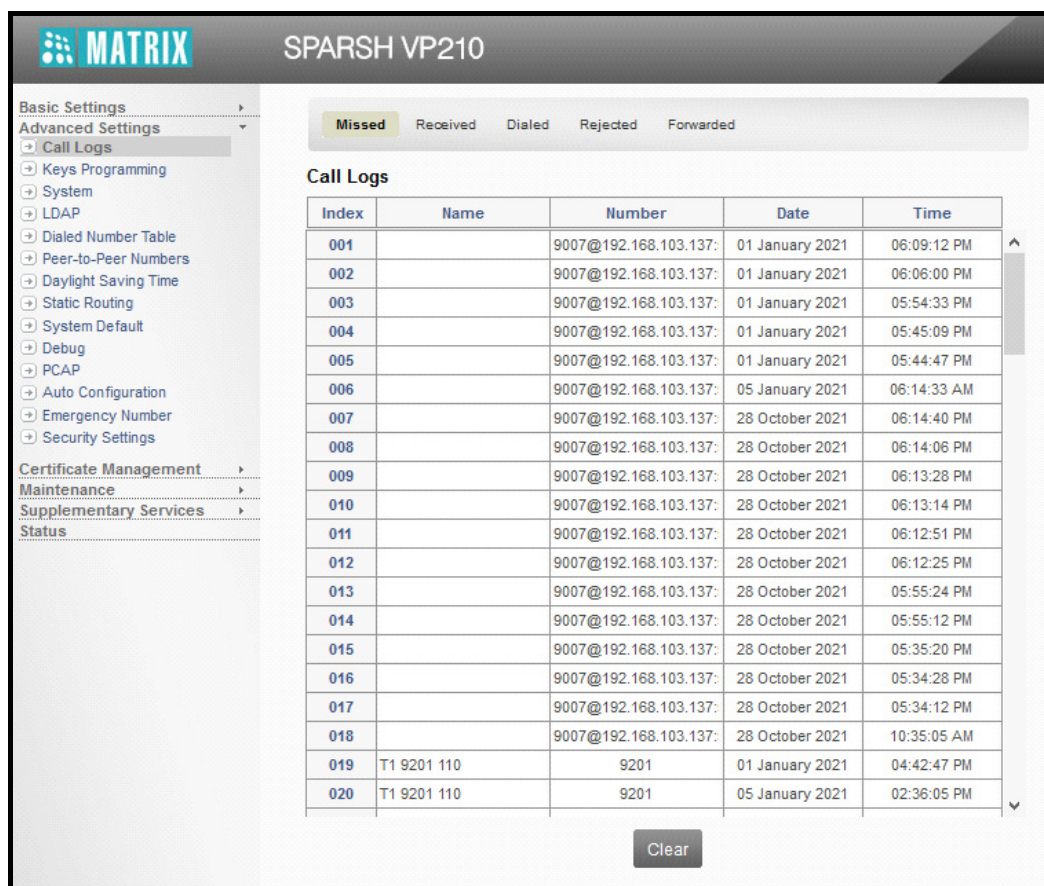 MATRIX
SPARSH VP210
Basic Settings
Advanced Settings
Call Logs
Keys Programming
System
LDAP
Dialed Number Table
Peer-to-Peer Numbers
Daylight Saving Time
Static Routing
System Default
Debug
PCAP
Auto Configuration
Emergency Number
Security Settings
Certificate Management
Maintenance
Supplementary Services
Status
Missed Received Dialed Rejected Forwarded
Call Logs
Index Name Number Date Time
001 9007@192.168.103.137: 01 January 2021 06:09:12 PM
002 9007@192.168.103.137: 01 January 2021 06:06:00 PM
003 9007@192.168.103.137: 01 January 2021 05:54:33 PM
004 9007@192.168.103.137: 01 January 2021 05:45:09 PM
005 9007@192.168.103.137: 01 January 2021 05:44:47 PM
006 9007@192.168.103.137: 05 January 2021 06:14:33 AM
007 9007@192.168.103.137: 28 October 2021 06:14:40 PM
008 9007@192.168.103.137: 28 October 2021 06:14:06 PM
009 9007@192.168.103.137: 28 October 2021 06:13:28 PM
010 9007@192.168.103.137: 28 October 2021 06:13:14 PM
011 9007@192.168.103.137: 28 October 2021 06:12:51 PM
012 9007@192.168.103.137: 28 October 2021 06:12:25 PM
013 9007@192.168.103.137: 28 October 2021 05:55:24 PM
014 9007@192.168.103.137: 28 October 2021 05:55:12 PM
015 9007@192.168.103.137: 28 October 2021 05:35:20 PM
016 9007@192.168.103.137: 28 October 2021 05:34:28 PM
017 9007@192.168.103.137: 28 October 2021 05:34:12 PM
018 9007@192.168.103.137: 28 October 2021 10:35:05 AM
019 T1 9201 110 9201 01 January 2021 04:42:47 PM
020 T1 9201 110 9201 05 January 2021 02:36:05 PM
Clear